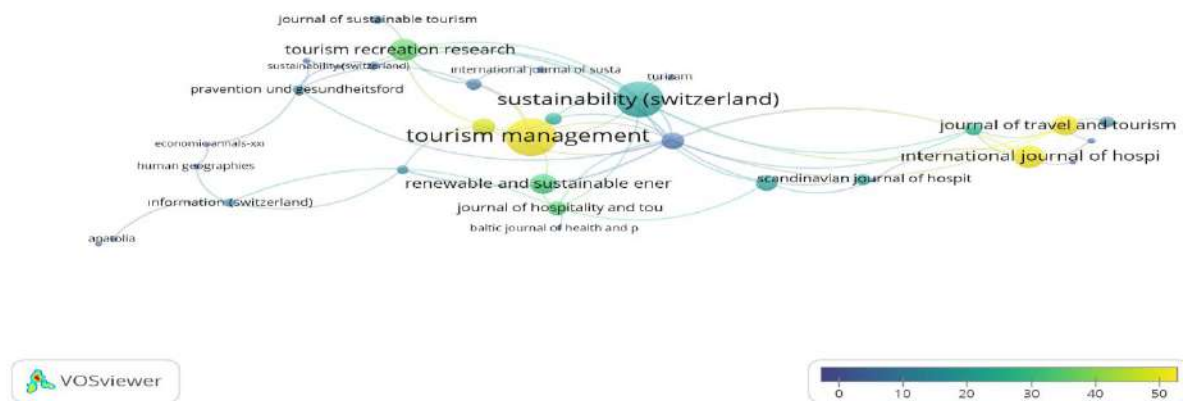 journal of sustainable tourism
tourism recreation research
sustainability (switzerland)
international journal of susta
turizam
pravention und gesundheitsford
sustainability (switzerland)
tourism management
journal of travel and tourism
international journal of hospi
economic annals-xxi
human geographies
renewable and sustainable ener
scandinavian journal of hospit
information (switzerland)
journal of hospitality and tou
baltic journal of health and p
anatolia
VOSviewer
0 10 20 30 40 50